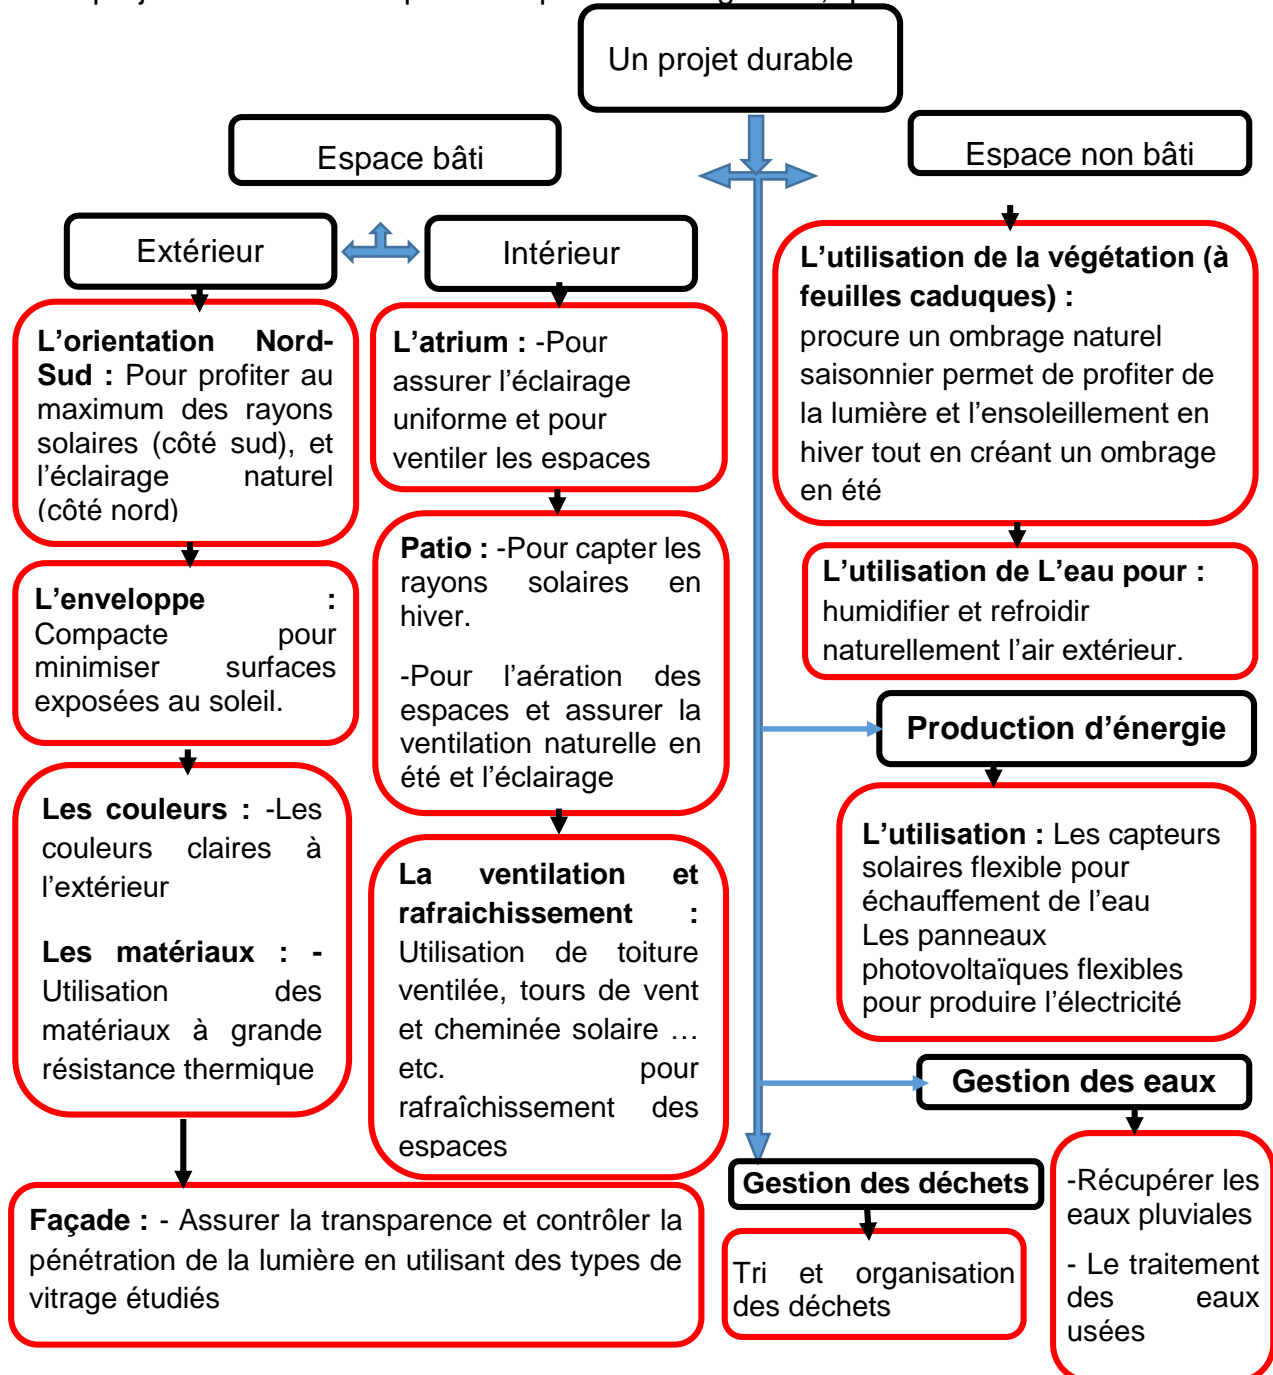 Un projet durable
Espace bâti
Espace non bâti
Extérieur
Intérieur
L’orientation Nord-
Sud : Pour profiter au
maximum des rayons
solaires (côté sud), et
l’éclairage naturel
(côté nord)
L’enveloppe :
Compacte pour
minimiser surfaces
exposées au soleil.
Les couleurs : -Les
couleurs claires à
l’extérieur
Les matériaux : -
Utilisation des
matériaux à grande
résistance thermique
Façade : - Assurer la transparence et contrôler la
pénétration de la lumière en utilisant des types de
vitrage étudiés
L’atrium : -Pour
assurer l’éclairage
uniforme et pour
ventiler les espaces
Patio : -Pour capter les
rayons solaires en
hiver.
-Pour l’aération des
espaces et assurer la
ventilation naturelle en
été et l’éclairage
La ventilation et
rafraichissement :
Utilisation de toiture
ventilée, tours de vent
et cheminée solaire …
etc. pour
rafraîchissement des
espaces
L’utilisation de la végétation (à
feuilles caduques) :
procure un ombrage naturel
saisonnier permet de profiter de
la lumière et l’ensoleillement en
hiver tout en créant un ombrage
en été
L’utilisation de L’eau pour :
humidifier et refroidir
naturellement l’air extérieur.
Production d’énergie
L’utilisation : Les capteurs
solaires flexible pour
échauffement de l’eau
Les panneaux
photovoltaïques flexibles
pour produire l’électricité
Gestion des eaux
-Récupérer les
eaux pluviales
- Le traitement
des eaux
usées
Gestion des déchets
Tri et organisation
des déchets